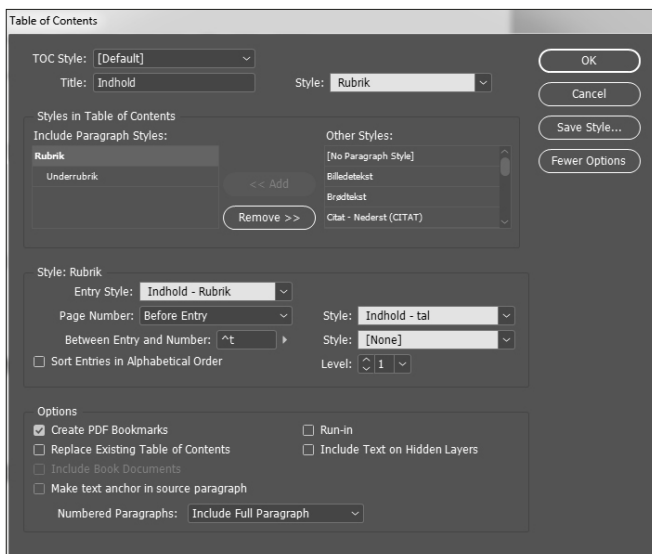 Table of Contents
TOC Style: [Default]
OK
Title: Indhold Style: Rubrik
Cancel
Styles in Table of Contents
Save Style...
Include Paragraph Styles: Other Styles:
Rubrik [No Paragraph Style]
Fewer Options
Underrubrik Billedetekst
<< Add
Brødtekst
Remove >> Citat - Nederst (CITAT)
Style: Rubrik
Entry Style: Indhold - Rubrik
Page Number: Before Entry Style: Indhold - tal
Between Entry and Number: ^t Style: [None]
Sort Entries in Alphabetical Order Level: 1
Options
Create PDF Bookmarks Run-in
Replace Existing Table of Contents Include Text on Hidden Layers
Include Book Documents
Make text anchor in source paragraph
Numbered Paragraphs: Include Full Paragraph